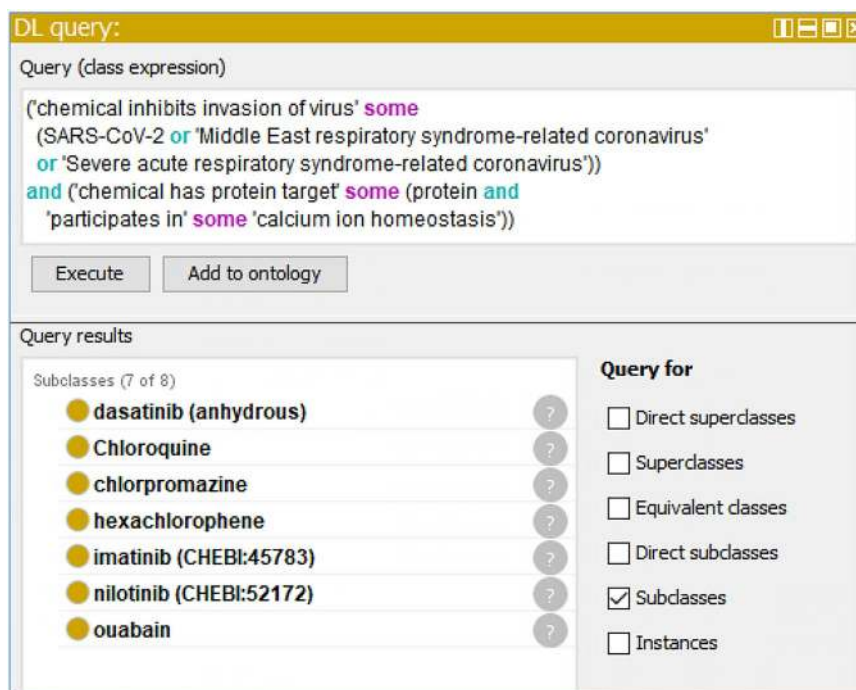 DL query:
Query (class expression)
('chemical inhibits invasion of virus' some
(SARS-CoV-2 or 'Middle East respiratory syndrome-related coronavirus'
or 'Severe acute respiratory syndrome-related coronavirus'))
and ('chemical has protein target' some (protein and
'participates in' some 'calcium ion homeostasis'))
Execute
Add to ontology
Query results
Subclasses (7 of 8)
dasatinib (anhydrous)
?
Chloroquine
?
chlorpromazine
?
hexachlorophene
?
imatinib (CHEBI:45783)
?
nilotinib (CHEBI:52172)
?
ouabain
?
Query for
Direct superclasses
Superclasses
Equivalent classes
Direct subclasses
Subclasses
Instances